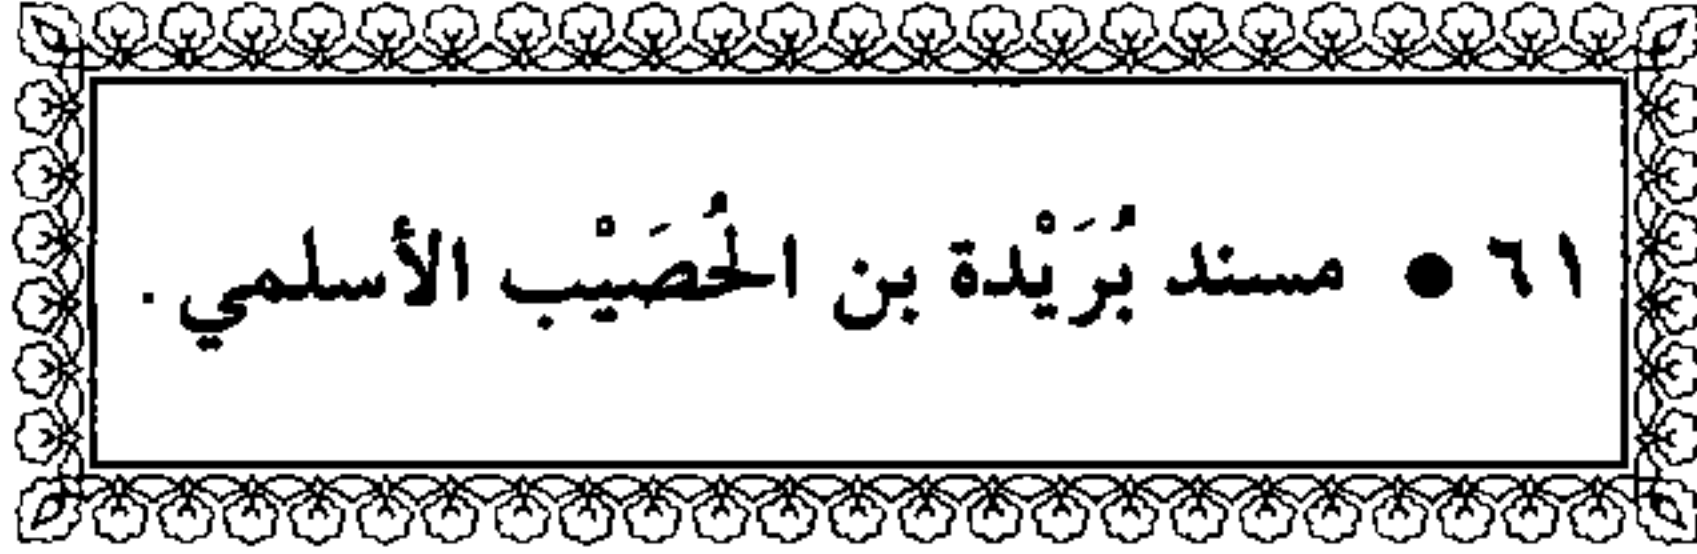 ٦١ ● مسند بُرَيْدة بن الحُصَيْب الأسلمي .